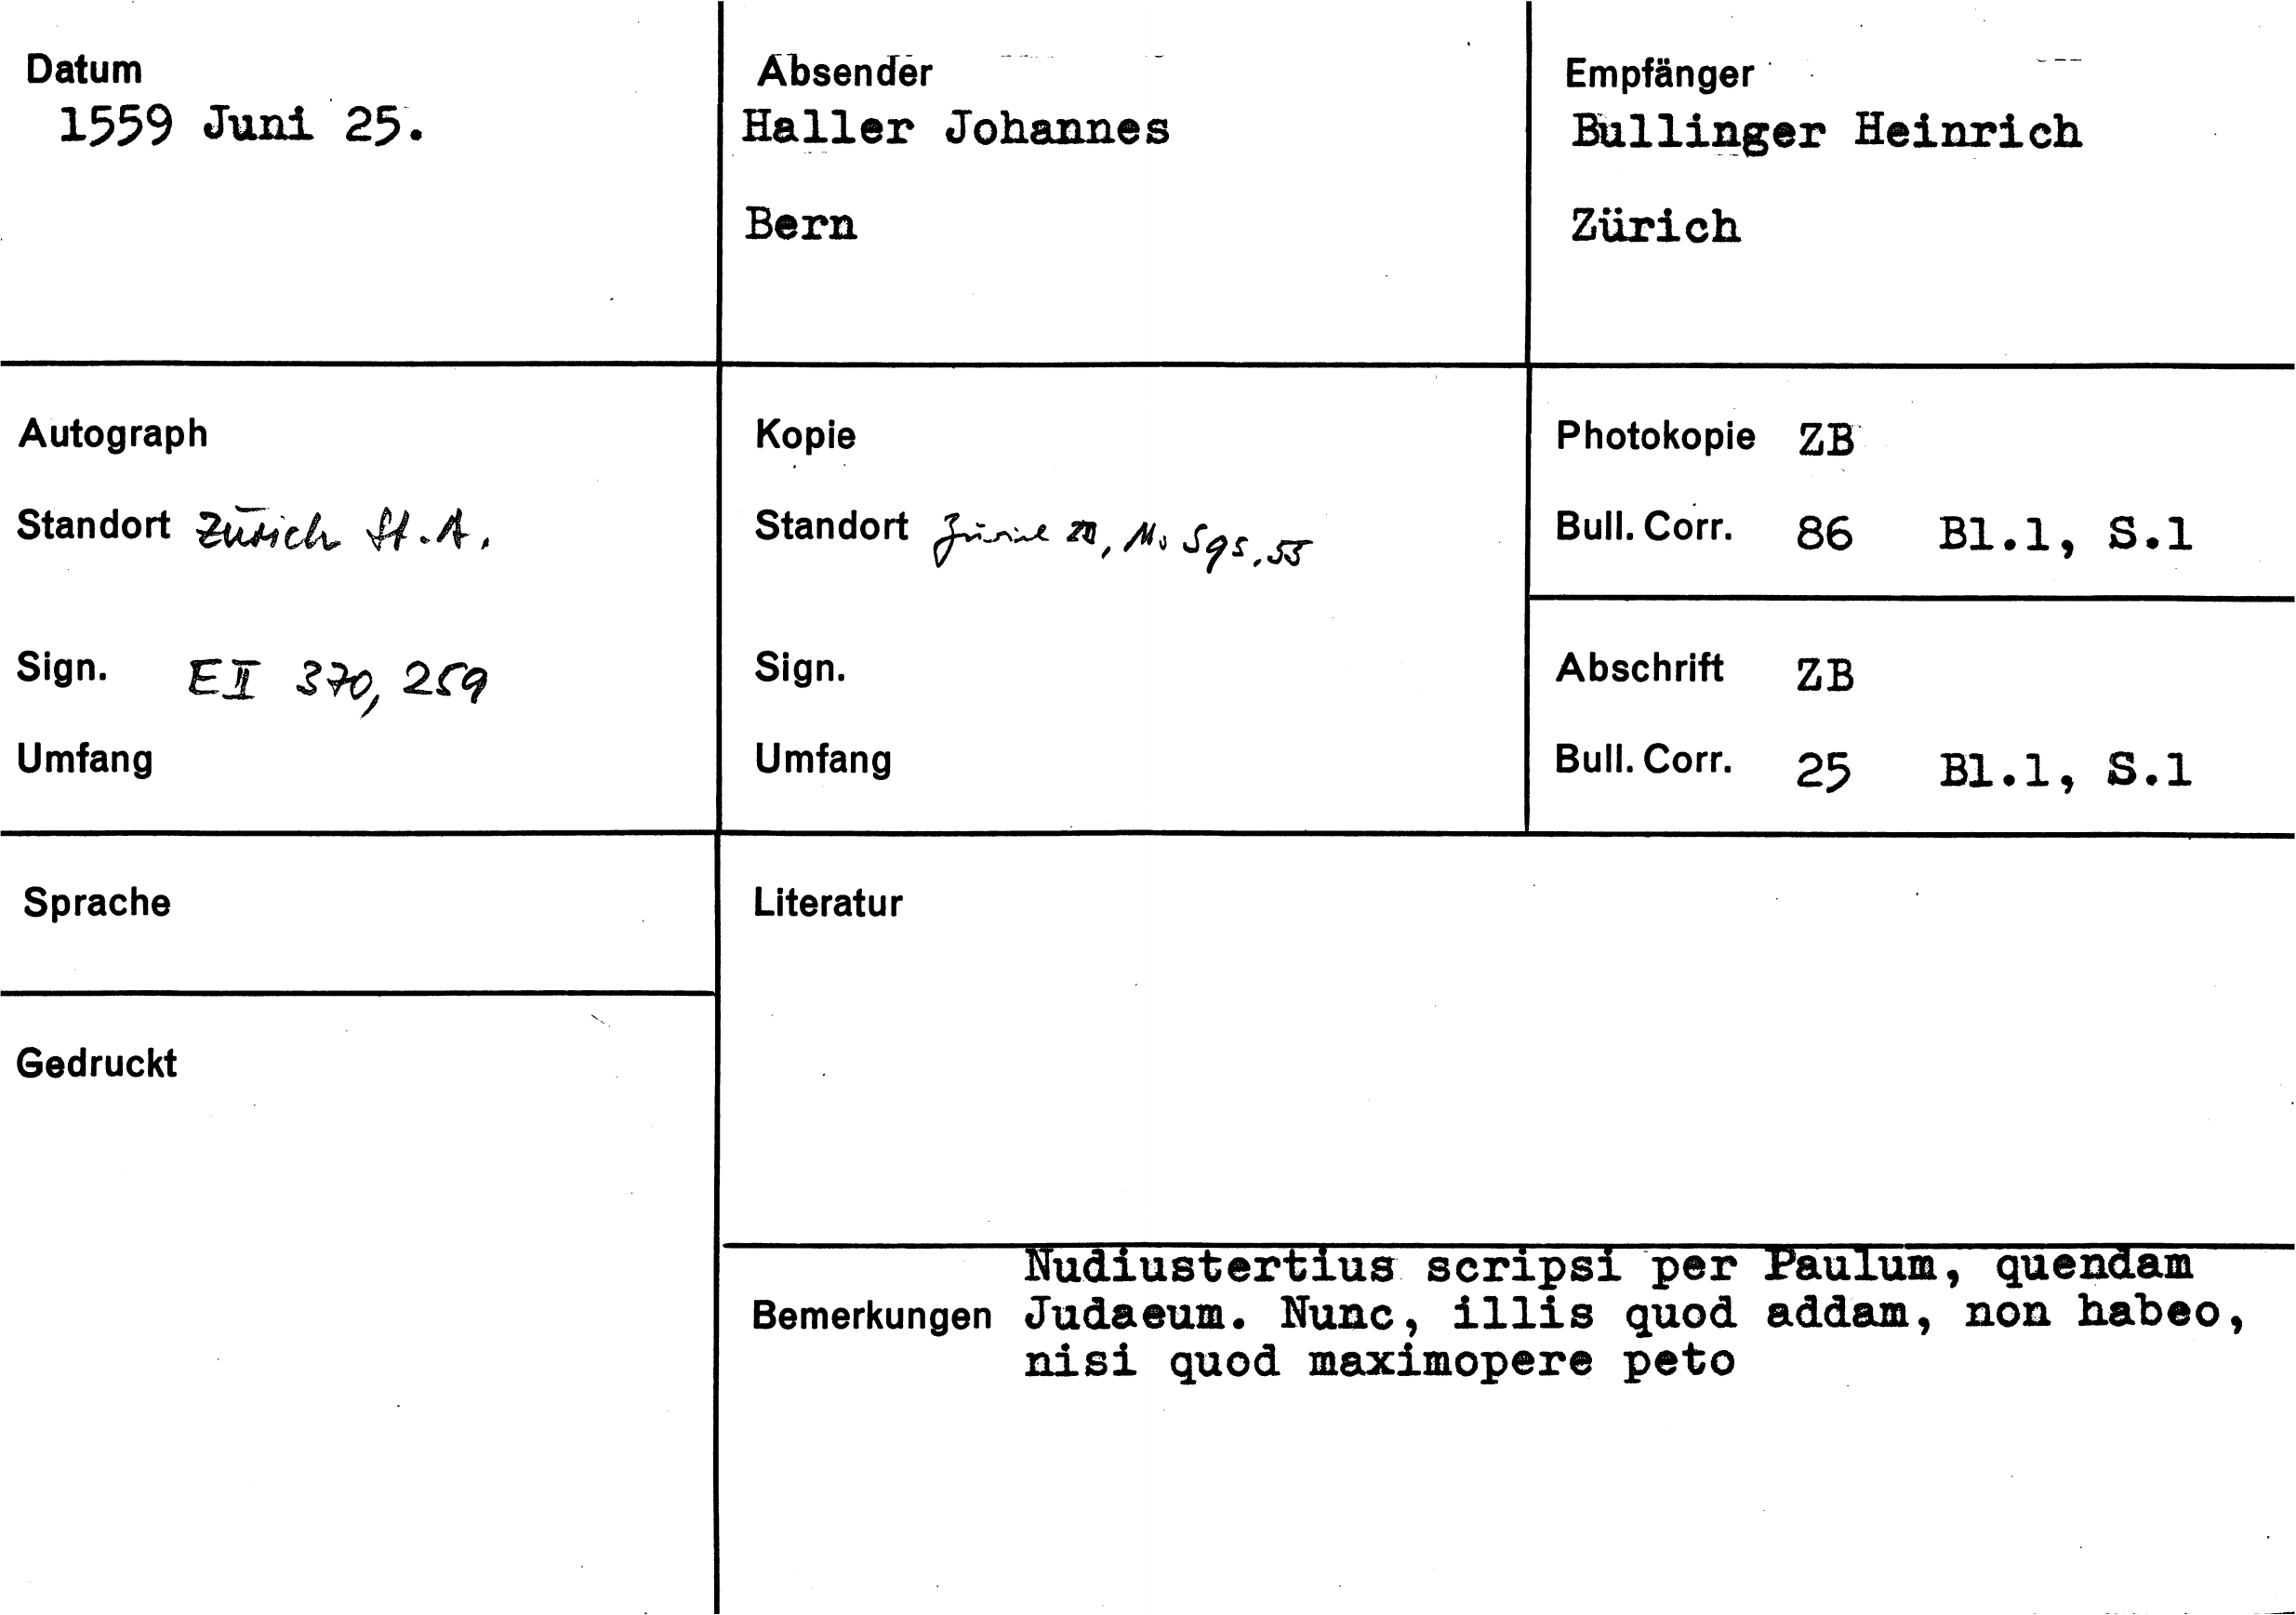 Datum
1559 Juni 25.
Absender
Haller Johannes
Bern
Empfänger
Bullinger Heinrich
Zürich
Autograph
Standort Zürich St.A.
Sign. EII 370, 259
Umfang
Kopie
Standort Zürich ZB, Ms S 95, 55
Sign.
Umfang
Photokopie ZB
Bull. Corr. 86 Bl.1, S.1
Abschrift ZB
Bull. Corr. 25 Bl.1, S.1
Sprache
Gedruckt
Literatur
Bemerkungen
Nudiustertius scripsi per Paulum, quendam
Judaeum. Nunc, illis quod addam, non habeo,
nisi quod maximopere peto